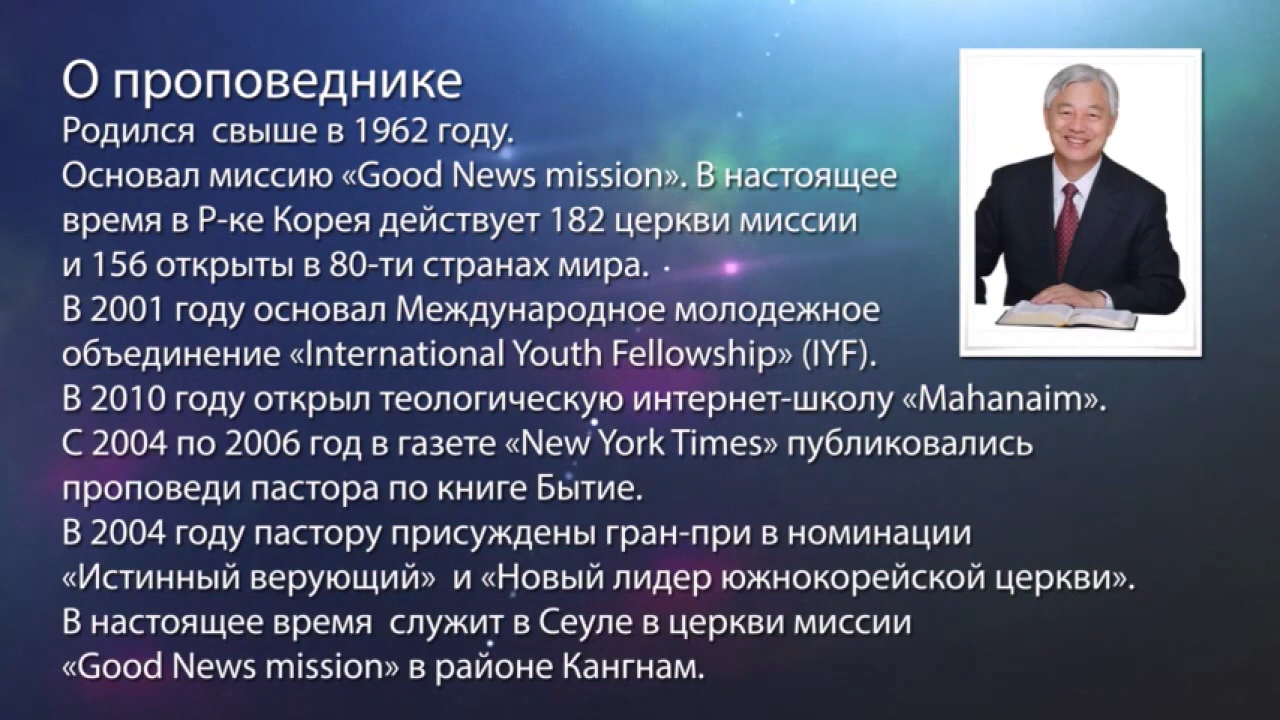 О проповеднике
Родился свыше в 1962 году.
Основал миссию «Good News mission». В настоящее
время в Р-ке Корея действует 182 церкви миссии
и 156 открыты в 80-ти странах мира.
В 2001 году основал Международное молодежное
объединение «International Youth Fellowship» (IYF).
В 2010 году открыл теологическую интернет-школу «Mahanaim».
С 2004 по 2006 год в газете «New York Times» публиковались
проповеди пастора по книге Бытие.
В 2004 году пастору присуждены гран-при в номинации
«Истинный верующий» и «Новый лидер южнокорейской церкви».
В настоящее время служит в Сеуле в церкви миссии
«Good News mission» в районе Кангнам.